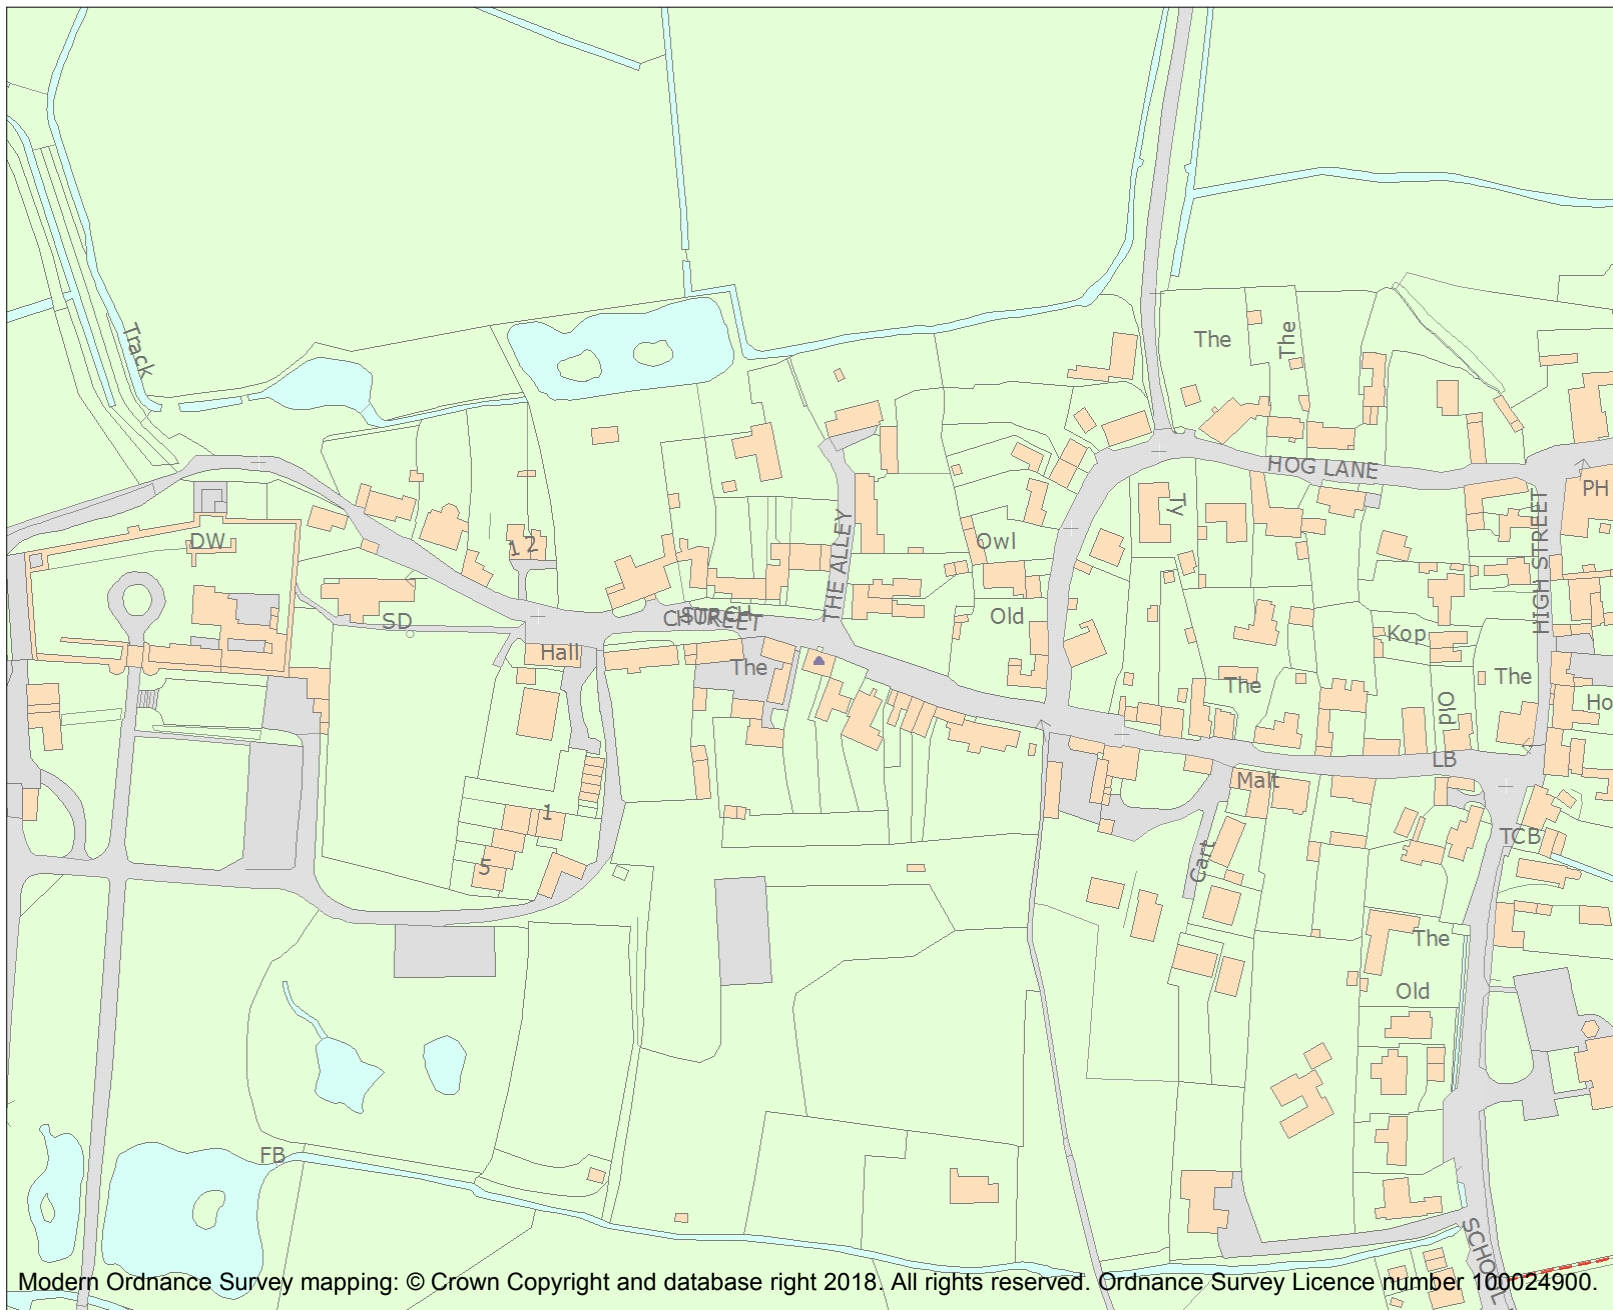 The
The
Track
HOG LANE
PH
Ty
HIGH STREET
DW
1 2
Owl
THE ALLEY
SD
CHURCH
STREET
Old
Kop
Hall
The
The
The
Old
Ho
LB
Malt
1
TCB
5
Cart
The
Old
FB
SCHOOL
Modern Ordnance Survey mapping: © Crown Copyright and database right 2018. All rights reserved. Ordnance Survey Licence number 100024900.